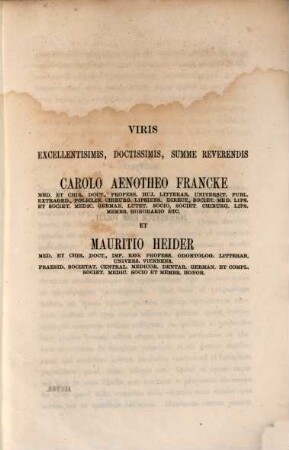 VIRIS
EXCELLENTISIMIS, DOCTISSIMIS, SUMME REVERENDIS
CAROLO AENOTHEO FRANCKE
MED. ET CHIR. DOCT., PROFESS. HUJ. LITTERAR. UNIVERSIT. PUBL.
EXTRAORD., POLICLIN. CHIRURG. LIPSIENS. DIRECT., SOCIET. MED. LIPS.
ET SOCIET. MEDIC. GERMAN. LUTET. SOCIO, SOCIET. CHIRURG. LIPS.
MEMBR. HONORARIO ETC.
ET
MAURITIO HEIDER
MED. ET CHIR. DOCT., IMP. REG. PROFESS. ODONTOLOG. LITTERAR.
UNIVERS. VIENNENS.
PRAESID. SOCIETAT. CENTRAL. MEDICOR. DENTAR. GERMAN. ET COMPL.
SOCIET. MEDIC. SOCIO ET MEMBR. HONOR.